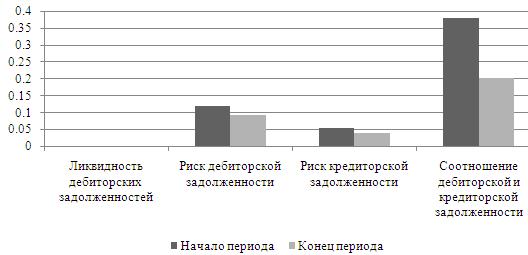 0.4
0.35
0.3
0.25
0.2
0.15
0.1
0.05
0
Ликвидность
дебиторских
задолженностей
Риск дебиторской
задолженности
Риск кредиторской
задолженности
Соотношение
дебиторской и
кредиторской
задолженности
Начало периода
Конец периода